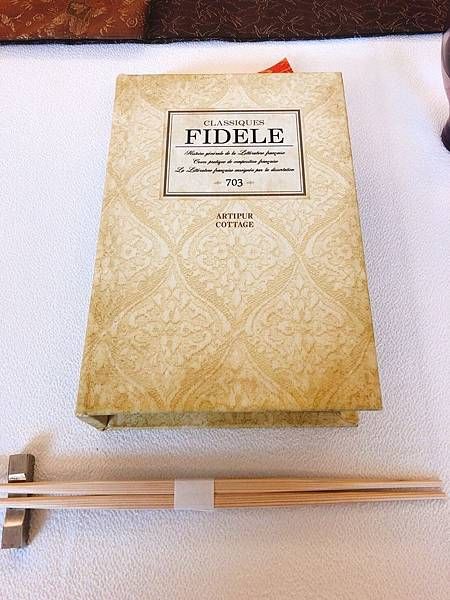 CLASSIQUES
FIDELE
Histoire générale de la Littérature française
Cours pratique de composition française
La Littérature française enseignée par la dissertation
703
ARTIPUR
COTTAGE